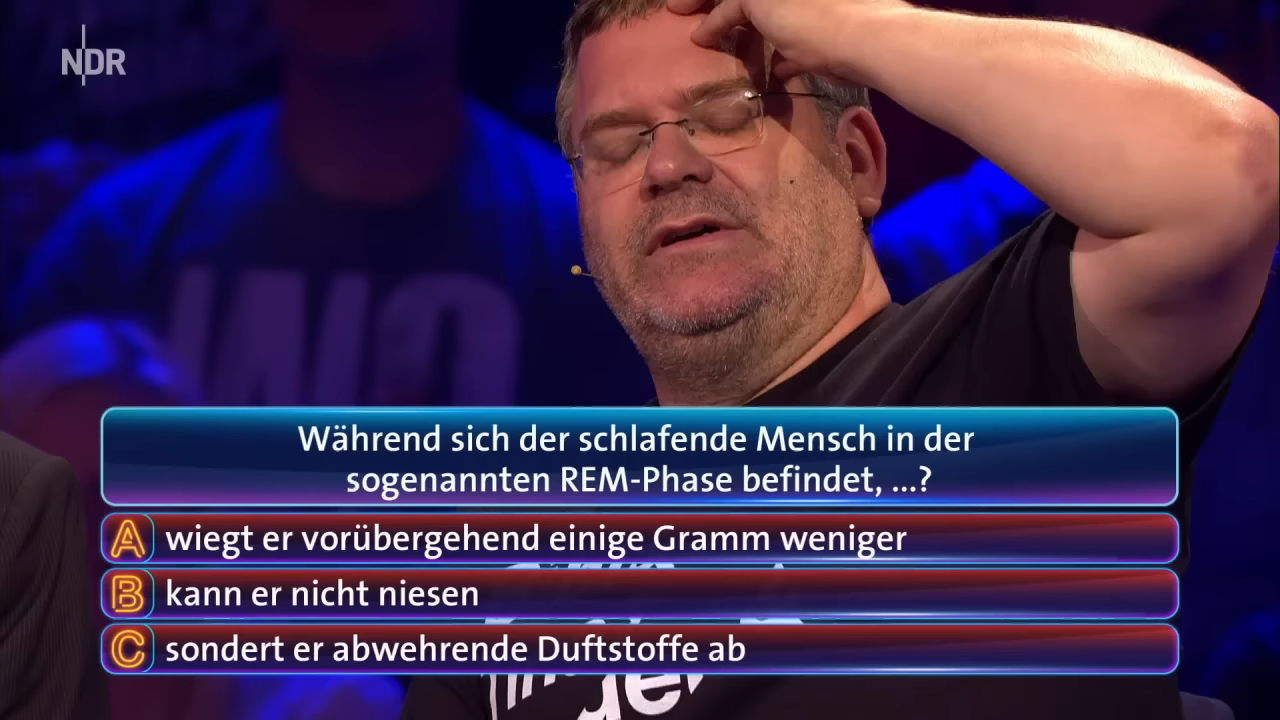 NDR
Während sich der schlafende Mensch in der
sogenannten REM-Phase befindet, ...?
A wiegt er vorübergehend einige Gramm weniger
B kann er nicht niesen
C sondert er abwehrende Duftstoffe ab